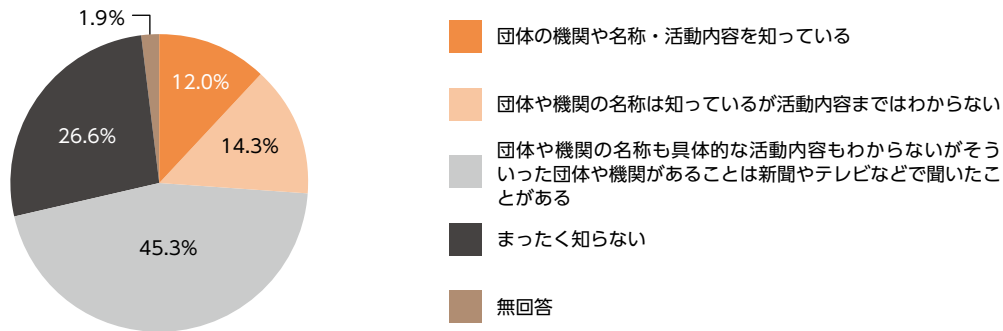 1.9%
12.0%
14.3%
26.6%
45.3%
団体の機関や名称・活動内容を知っている
団体や機関の名称は知っているが活動内容まではわからない
団体や機関の名称も具体的な活動内容もわからないがそう
いった団体や機関があることは新聞やテレビなどで聞いたこ
とがある
まったく知らない
無回答